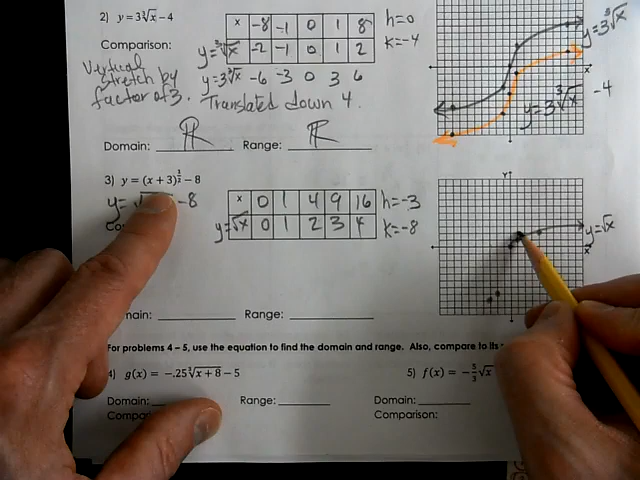 2) y = 3∛x - 4
x -8 -1 0 1 8
h=0
Comparison:
y=∛x -2 -1 0 1 2
k=-4
y=3∛x
Vertical stretch by factor of 3.
y=3∛x -6 -3 0 3 6
Translated down 4.
x
y=3∛x -4
Domain: ℝ Range: ℝ
3) y = (x + 3)^½ - 8
y= √ -8
x 0 1 4 9 16
h=-3
Co
y=√x 0 1 2 3 4
k=-8
Y
y=√x
x
main: Range:
For problems 4 – 5, use the equation to find the domain and range. Also, compare to its
4) g(x) = -.25∛x + 8 - 5
5) f(x) = -√x
Domain: Range: Domain:
Compar Comparison: